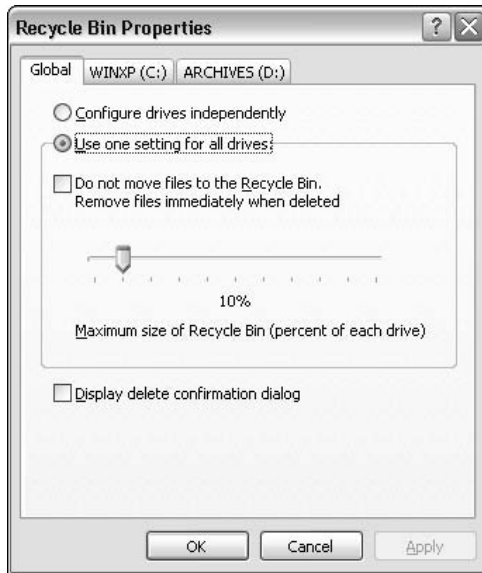 Recycle Bin Properties
Global
WINXP (C:)
ARCHIVES (D:)
Configure drives independently
Use one setting for all drives:
Do not move files to the Recycle Bin.
Remove files immediately when deleted
10%
Maximum size of Recycle Bin (percent of each drive)
Display delete confirmation dialog
OK
Cancel
Apply